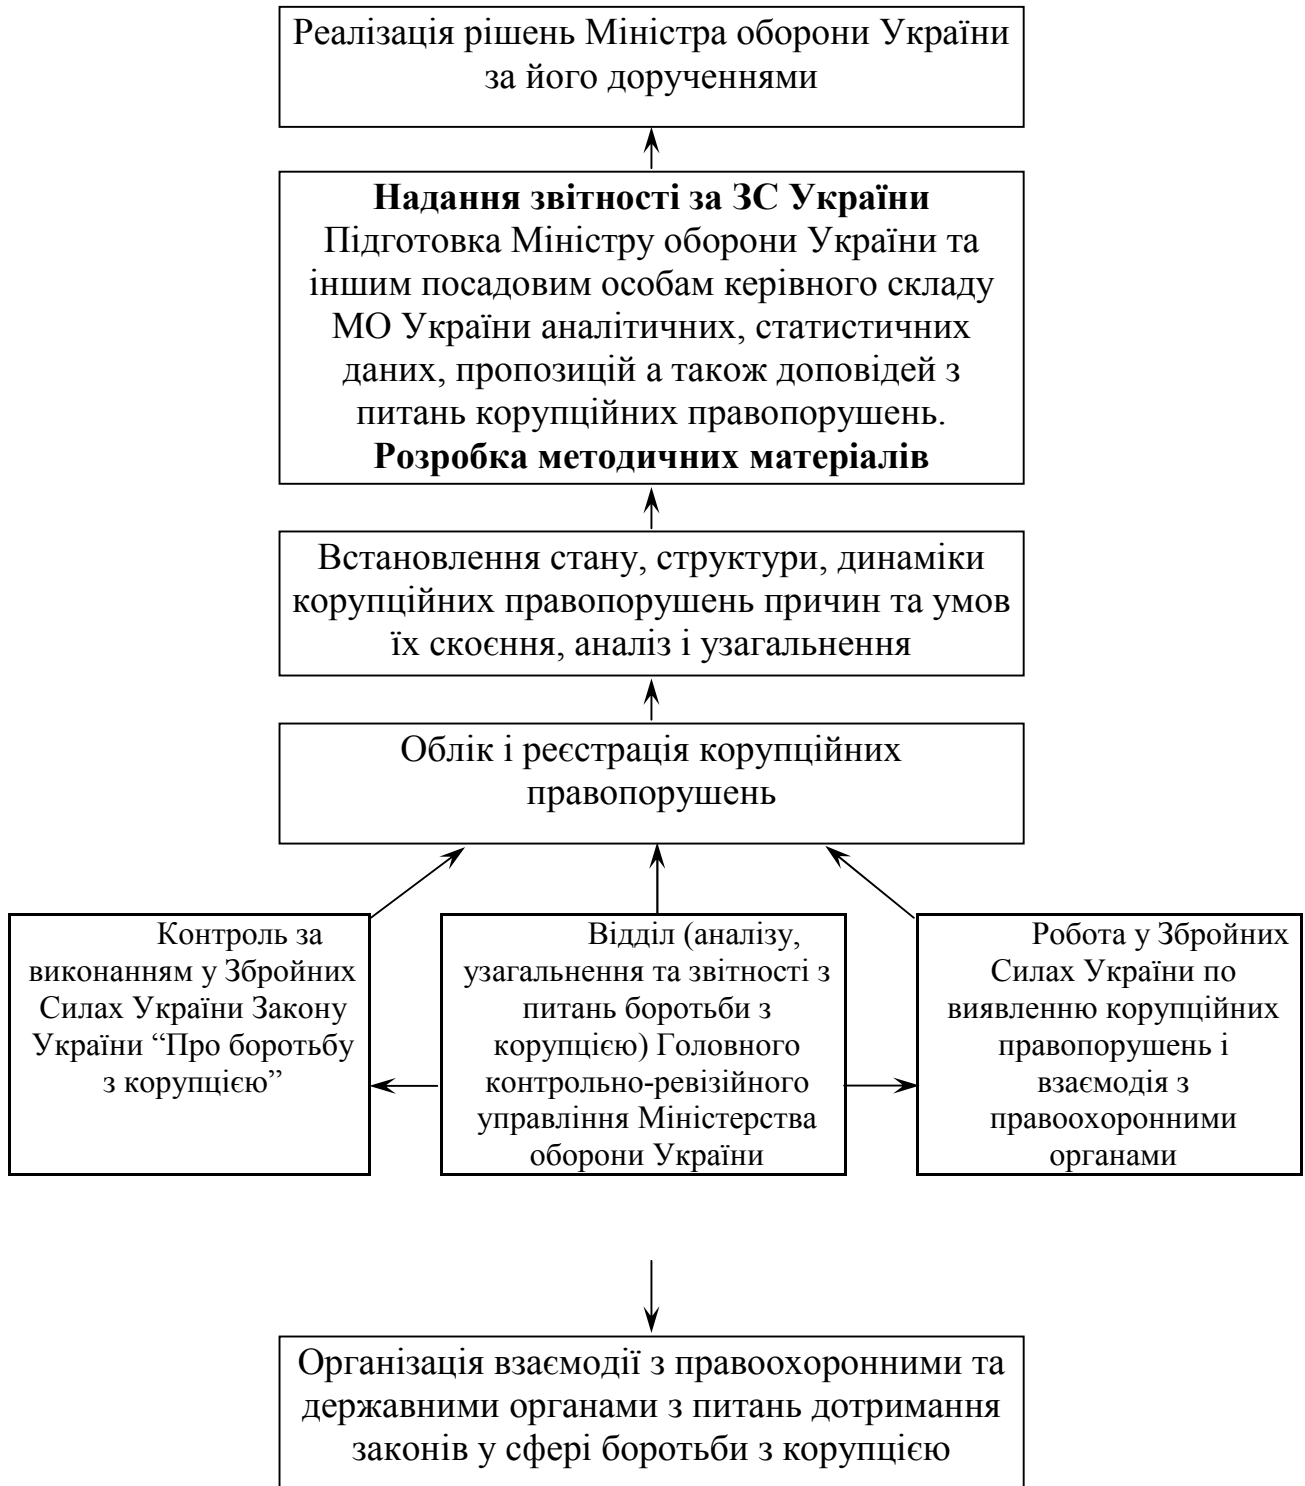 Реалізація рішень Міністра оборони України
за його дорученнями
Надання звітності за ЗС України
Підготовка Міністру оборони України та
іншим посадовим особам керівного складу
МО України аналітичних, статистичних
даних, пропозицій а також доповідей з
питань корупційних правопорушень.
Розробка методичних матеріалів
Встановлення стану, структури, динаміки
корупційних правопорушень причин та умов
їх скоєння, аналіз і узагальнення
Облік і реєстрація корупційних
правопорушень
Контроль за
виконанням у Збройних
Силах України Закону
України “Про боротьбу
з корупцією”
Відділ (аналізу,
узагальнення та звітності з
питань боротьби з
корупцією) Головного
контрольно-ревізійного
управління Міністерства
оборони України
Робота у Збройних
Силах України по
виявленню корупційних
правопорушень і
взаємодія з
правоохоронними
органами
Організація взаємодії з правоохоронними та
державними органами з питань дотримання
законів у сфері боротьби з корупцією